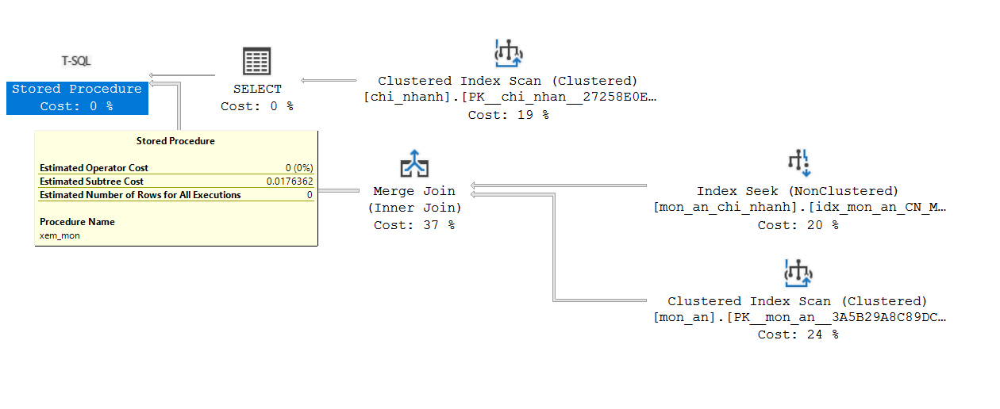 T-SQL
Stored Procedure
Cost: 0 %
SELECT
Cost: 0 %
Clustered Index Scan (Clustered)
[chi_nhanh].[PK__chi_nhan__27258E0E…
Cost: 19 %
Stored Procedure
Estimated Operator Cost 0 (0%)
Estimated Subtree Cost 0.0176362
Estimated Number of Rows for All Executions 0
Procedure Name
xem_mon
Merge Join
(Inner Join)
Cost: 37 %
Index Seek (NonClustered)
[mon_an_chi_nhanh].[idx_mon_an_CN_M…
Cost: 20 %
Clustered Index Scan (Clustered)
[mon_an].[PK__mon_an__3A5B29A8C89DC…
Cost: 24 %